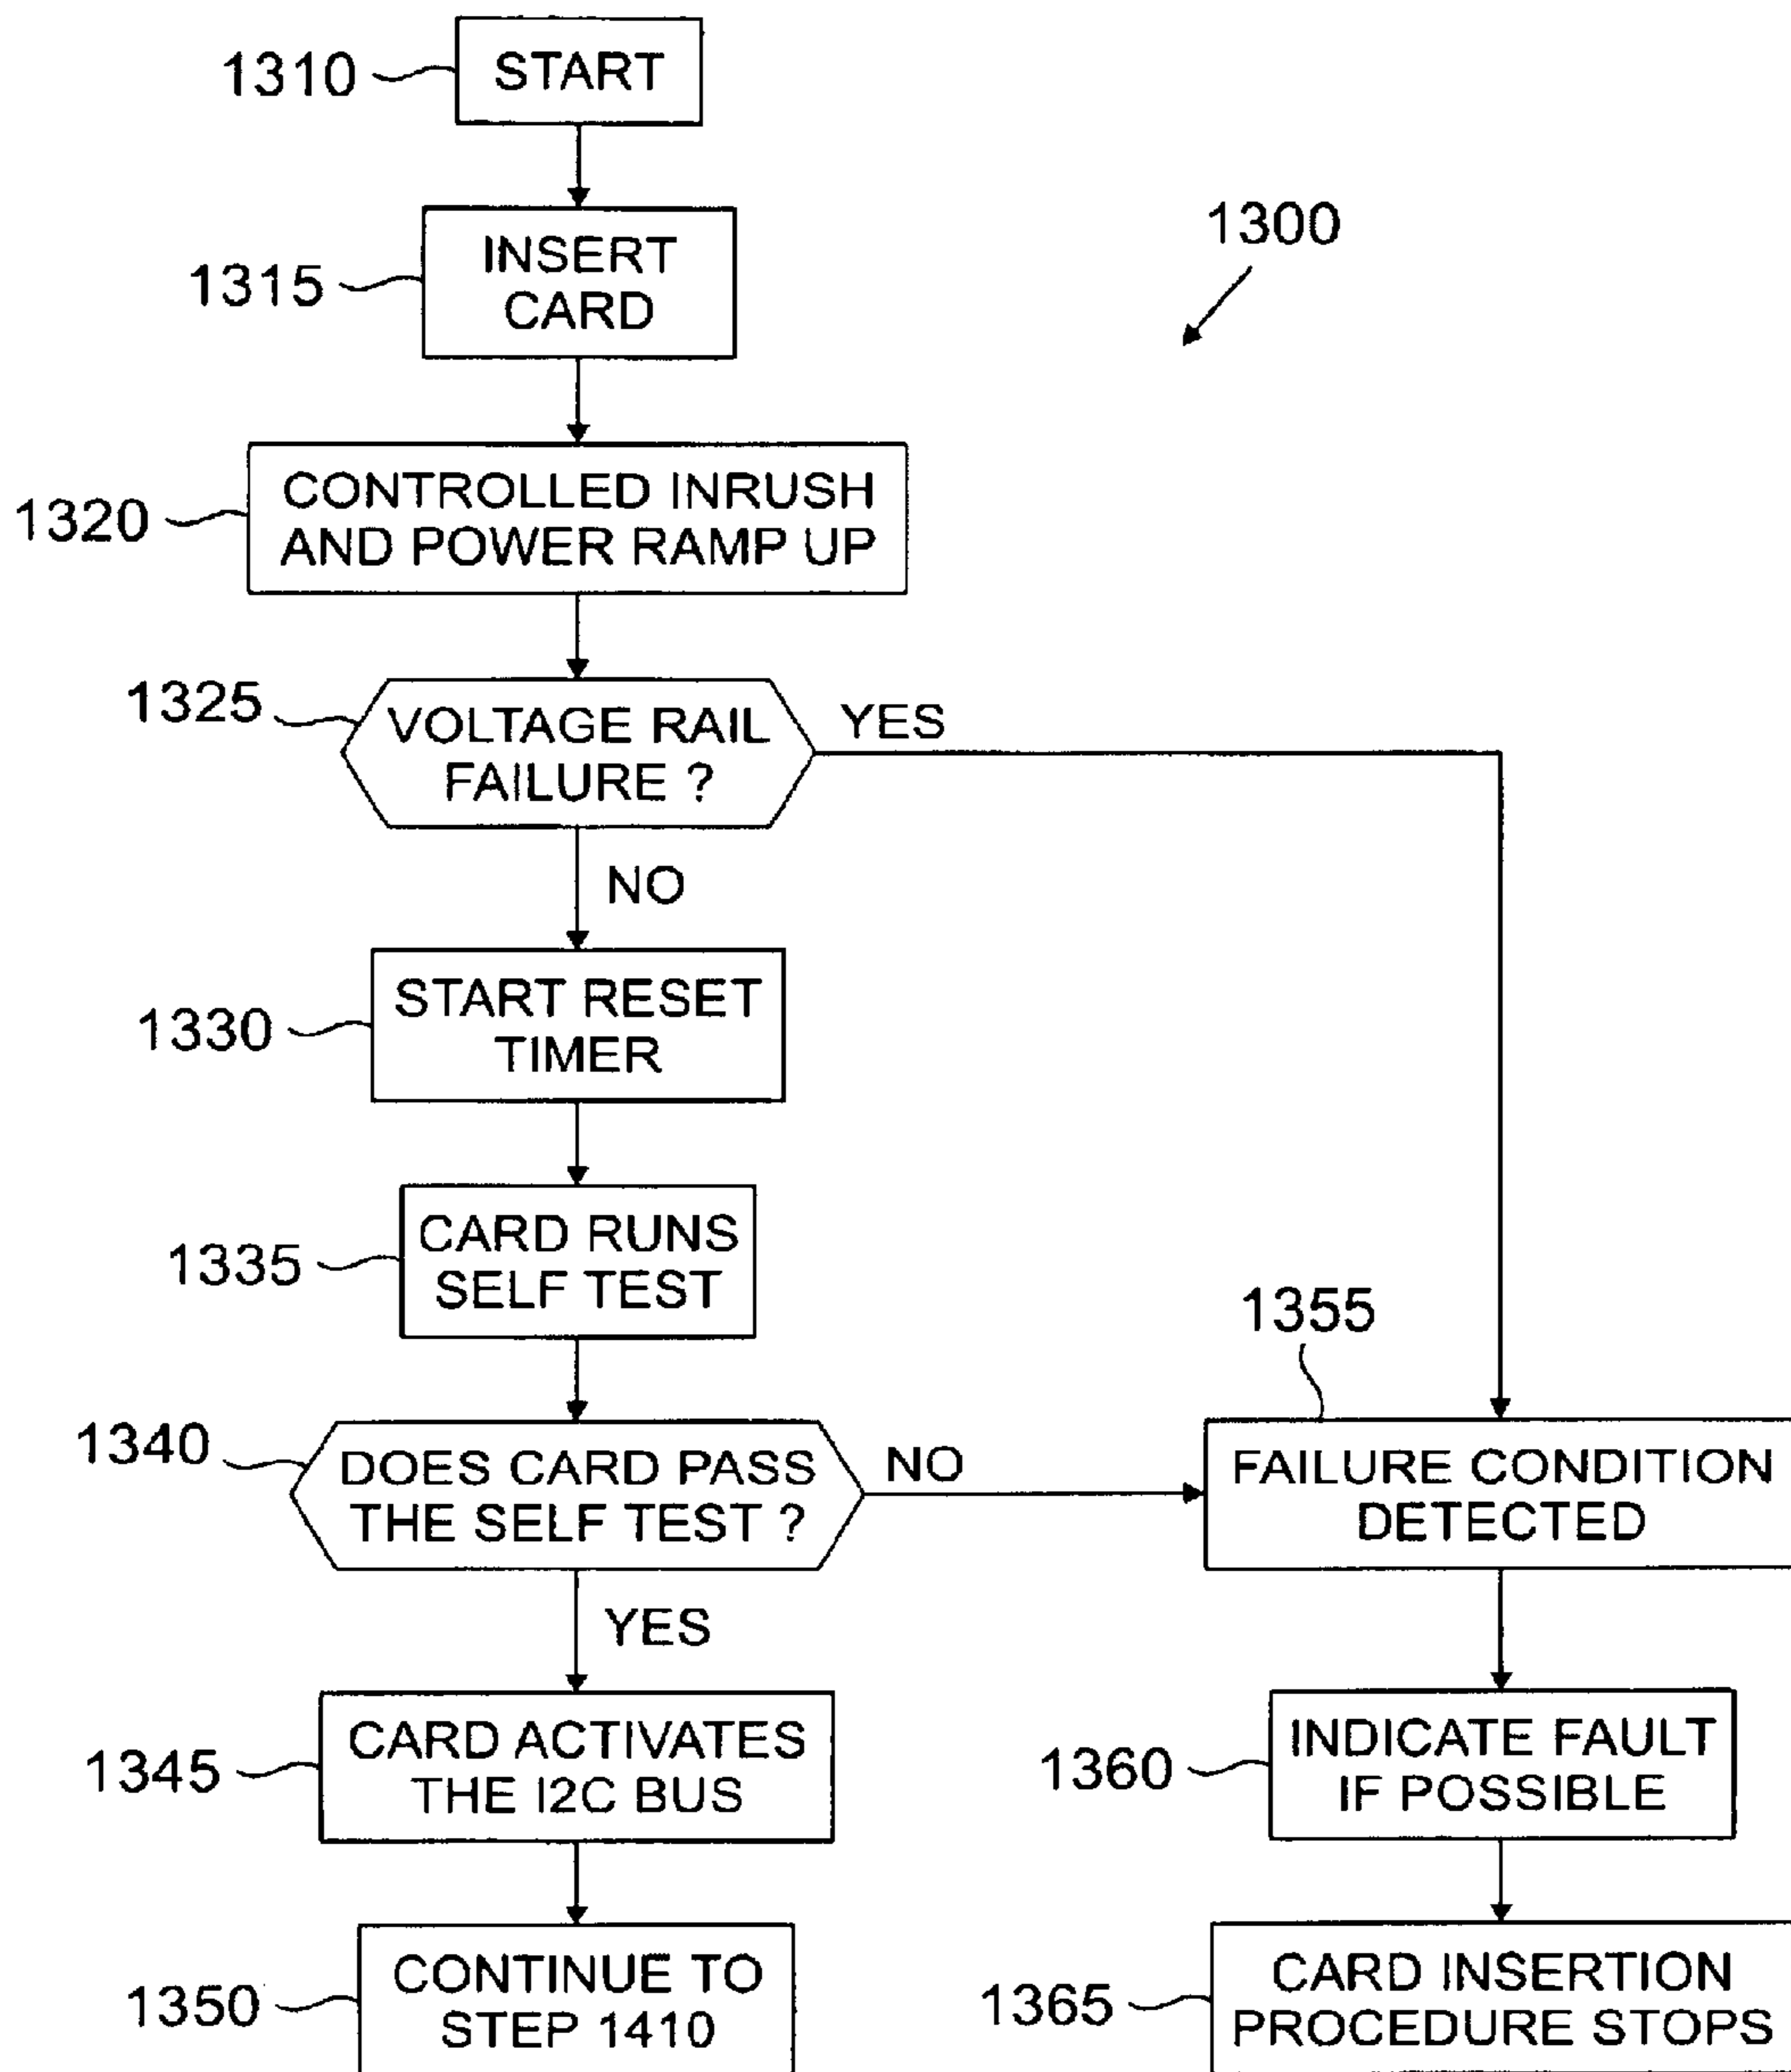 1310
START
1315
INSERT
CARD
1300
1320
CONTROLLED INRUSH
AND POWER RAMP UP
1325
VOLTAGE RAIL
FAILURE ?
YES
NO
1330
START RESET
TIMER
1335
CARD RUNS
SELF TEST
1340
DOES CARD PASS
THE SELF TEST ?
NO
1355
FAILURE CONDITION
DETECTED
YES
1345
CARD ACTIVATES
THE I2C BUS
1360
INDICATE FAULT
IF POSSIBLE
1350
CONTINUE TO
STEP 1410
1365
CARD INSERTION
PROCEDURE STOPS